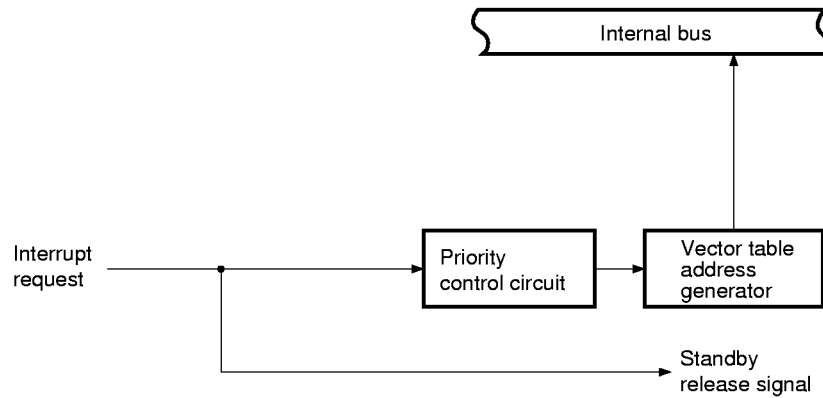 Internal bus
Interrupt
request
Priority
control circuit
Vector table
address
generator
Standby
release signal